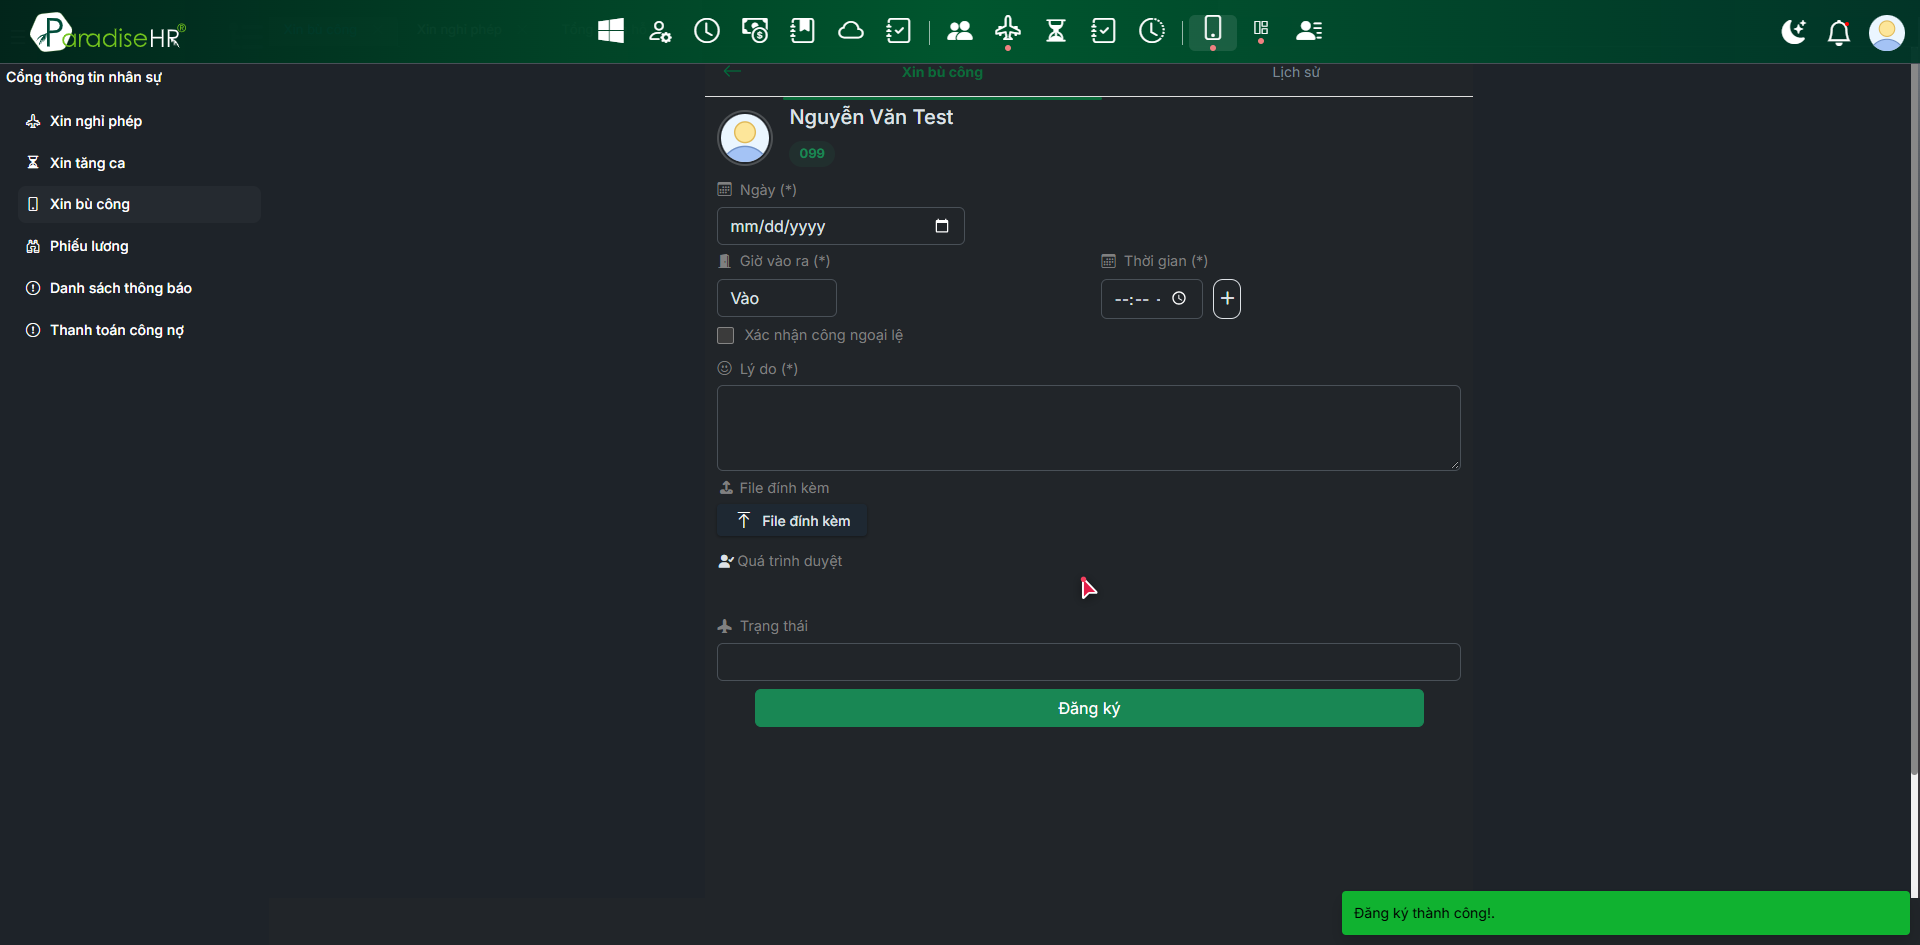 ParadiseHR®
Cổng thông tin nhân sự
Xin nghỉ phép
Xin tăng ca
Xin bù công
Phiếu lương
Danh sách thông báo
Thanh toán công nợ
Xin bù công
Lịch sử
Nguyễn Văn Test
099
Ngày (*)
mm/dd/yyyy
Giờ vào ra (*)
Thời gian (*)
Vào
--:-- -
+
Xác nhận công ngoại lệ
Lý do (*)
File đính kèm
File đính kèm
Quá trình duyệt
Trạng thái
Đăng ký
Đăng ký thành công!.